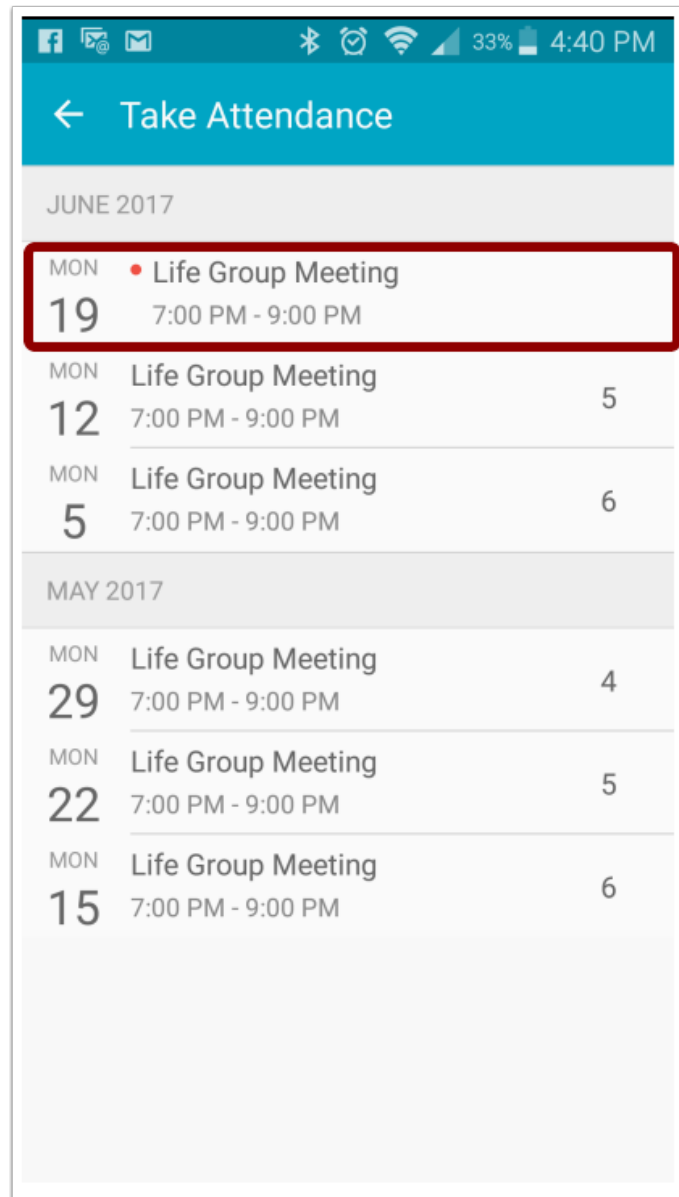 33% 4:40 PM
Take Attendance
JUNE 2017
MON
19
Life Group Meeting
7:00 PM - 9:00 PM
MON
12
Life Group Meeting
7:00 PM - 9:00 PM
5
MON
5
Life Group Meeting
7:00 PM - 9:00 PM
6
MAY 2017
MON
29
Life Group Meeting
7:00 PM - 9:00 PM
4
MON
22
Life Group Meeting
7:00 PM - 9:00 PM
5
MON
15
Life Group Meeting
7:00 PM - 9:00 PM
6